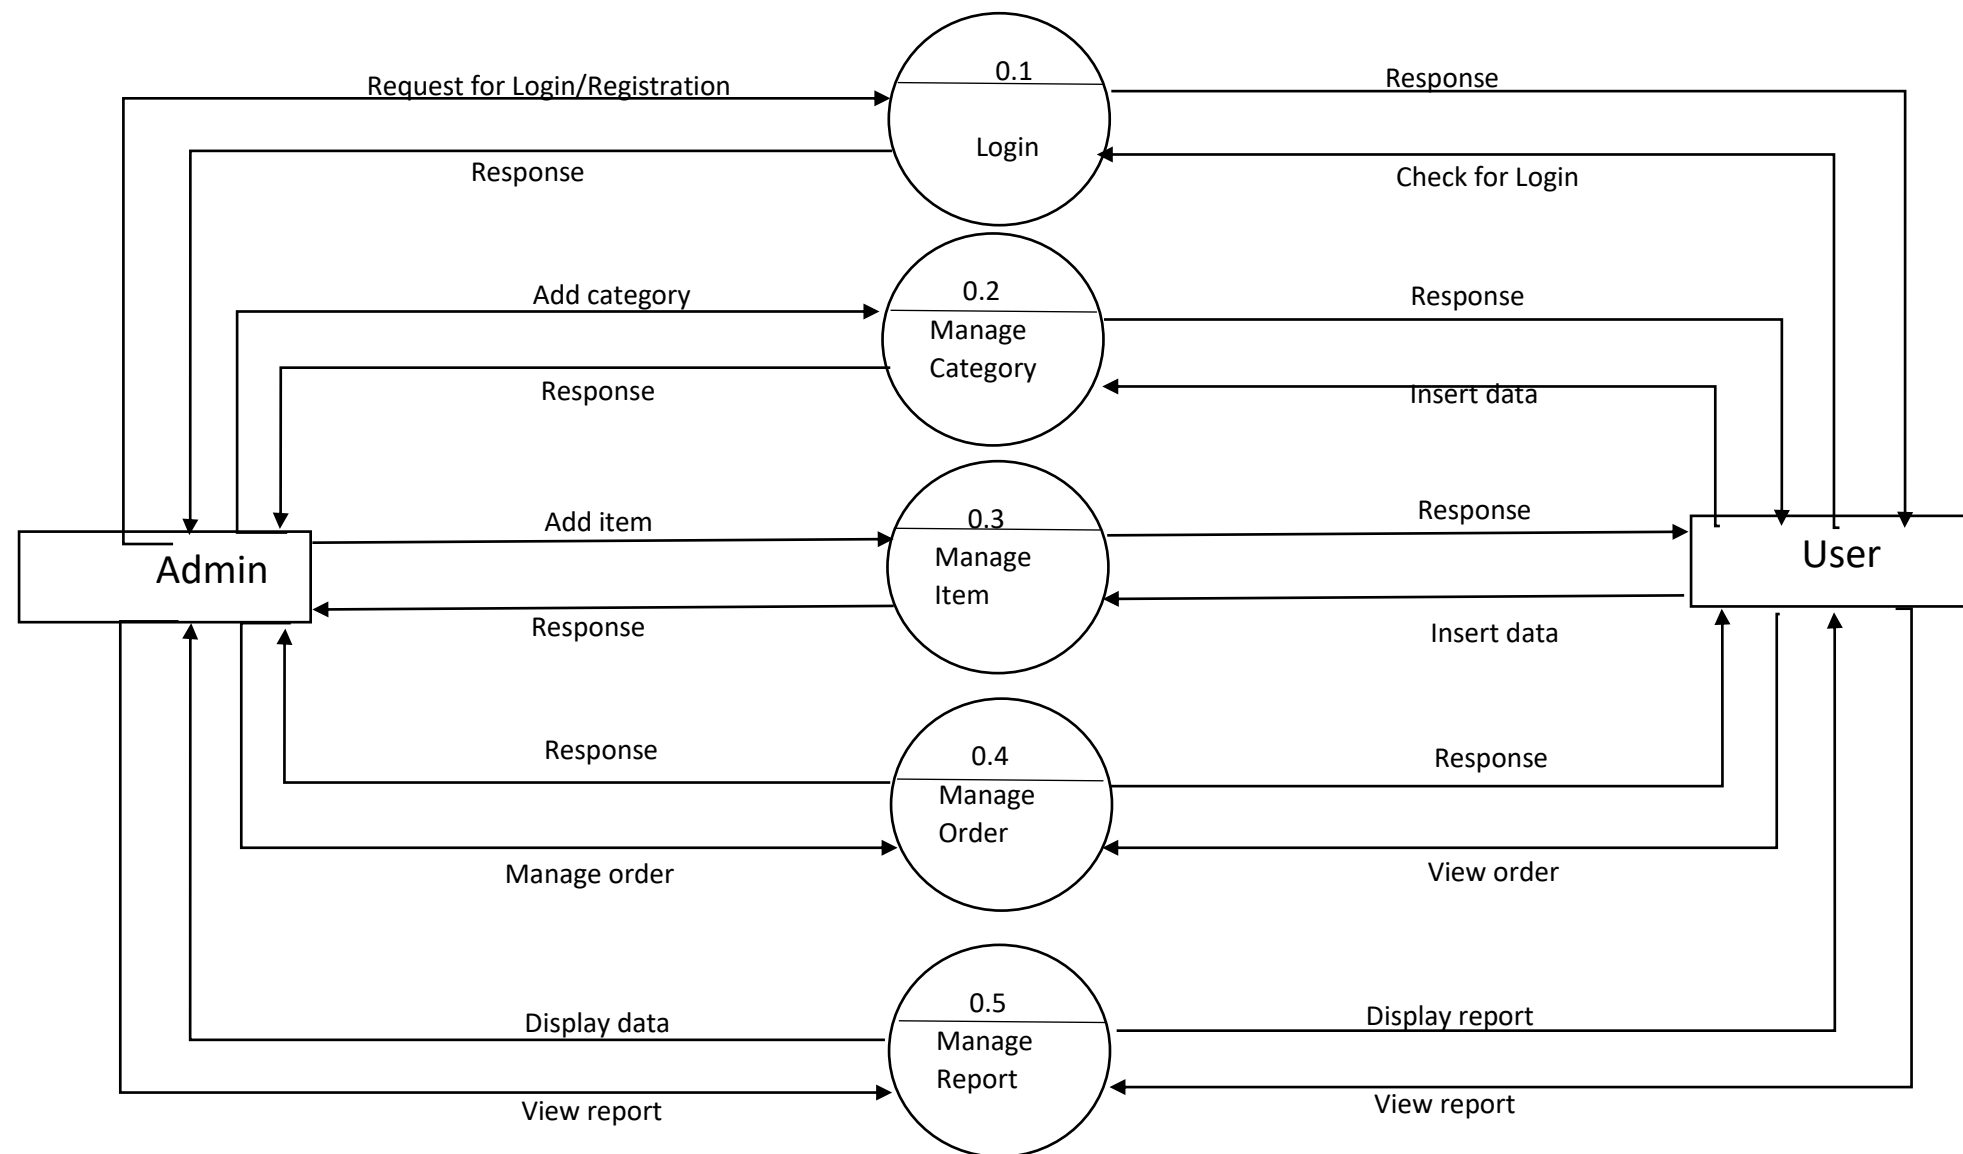 0.1
Request for Login/Registration
Response
Login
Response
Check for Login
0.2
Add category
Response
Manage
Category
Response
Insert data
0.3
Add item
Response
Manage
Item
Admin
User
Response
Insert data
0.4
Response
Response
Manage
Order
Manage order
View order
0.5
Display data
Display report
Manage
Report
View report
View report